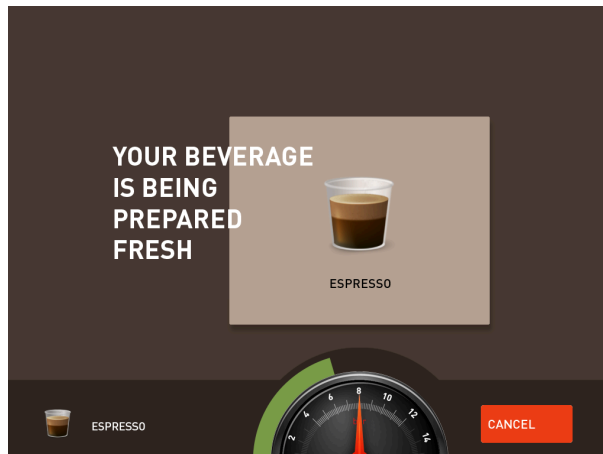 YOUR BEVERAGE
IS BEING
PREPARED
FRESH
ESPRESSO
2 4 6 8 10 12 14
ESPRESSO
CANCEL